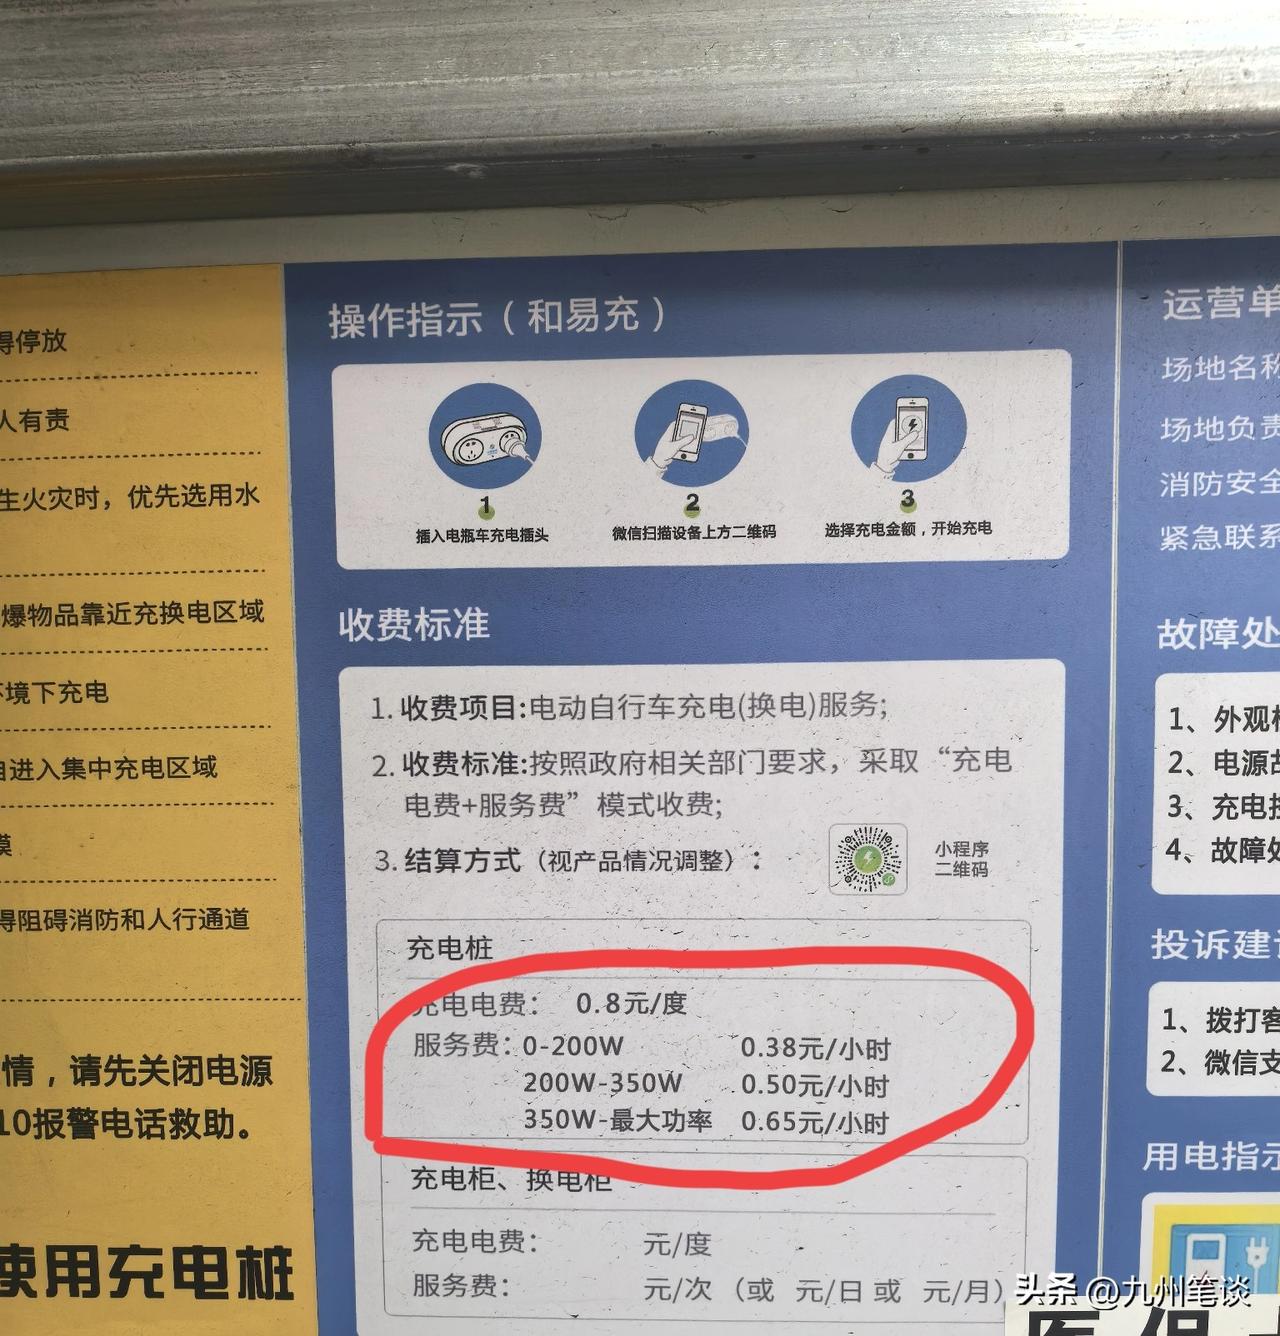 得停放
人有责
生火灾时，优先选用水
爆物品靠近充换电区域
环境下充电
自进入集中充电区域
得阻碍消防和人行通道
情，请先关闭电源
10报警电话救助。
使用充电桩
操作指示（和易充）
1
2
3
插入电瓶车充电插头
微信扫描设备上方二维码
选择充电金额，开始充电
收费标准
1. 收费项目:电动自行车充电(换电)服务;
2. 收费标准:按照政府相关部门要求，采取“充电
电费+服务费”模式收费;
3. 结算方式（视产品情况调整）：
小程序
二维码
充电桩
充电电费： 0.8元/度
服务费：0-200W 0.38元/小时
200W-350W 0.50元/小时
350W-最大功率 0.65元/小时
充电柜、换电柜
充电电费： 元/度
服务费： 元/次（或 元/日 或 元/月）
运营单
场地名称
场地负责
消防安全
紧急联系
故障处
1、外观
2、电源故
3、充电
4、故障处
投诉建议
1、拨打客
2、微信支
用电指示
头条 @九州笔谈
医保